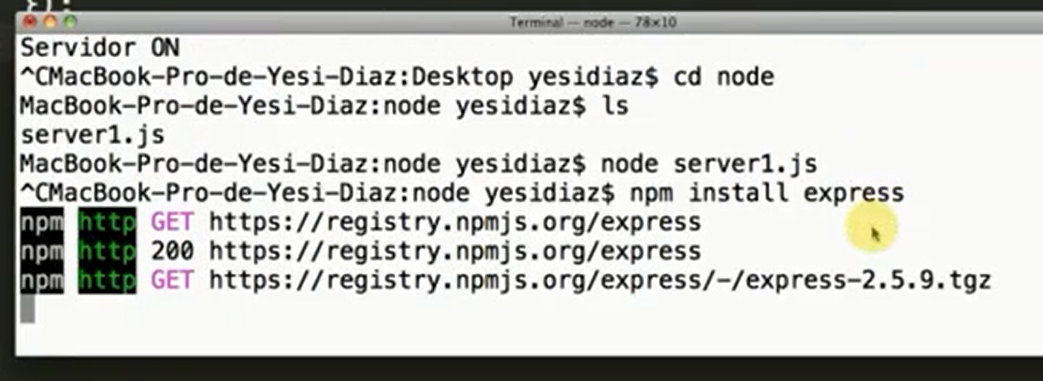 });
Terminal — node — 78×10
Servidor ON
^CMacBook-Pro-de-Yesi-Diaz:Desktop yesidiaz$ cd node
MacBook-Pro-de-Yesi-Diaz:node yesidiaz$ ls
server1.js
MacBook-Pro-de-Yesi-Diaz:node yesidiaz$ node server1.js
^CMacBook-Pro-de-Yesi-Diaz:node yesidiaz$ npm install express
npm http GET https://registry.npmjs.org/express
npm http 200 https://registry.npmjs.org/express
npm http GET https://registry.npmjs.org/express/-/express-2.5.9.tgz